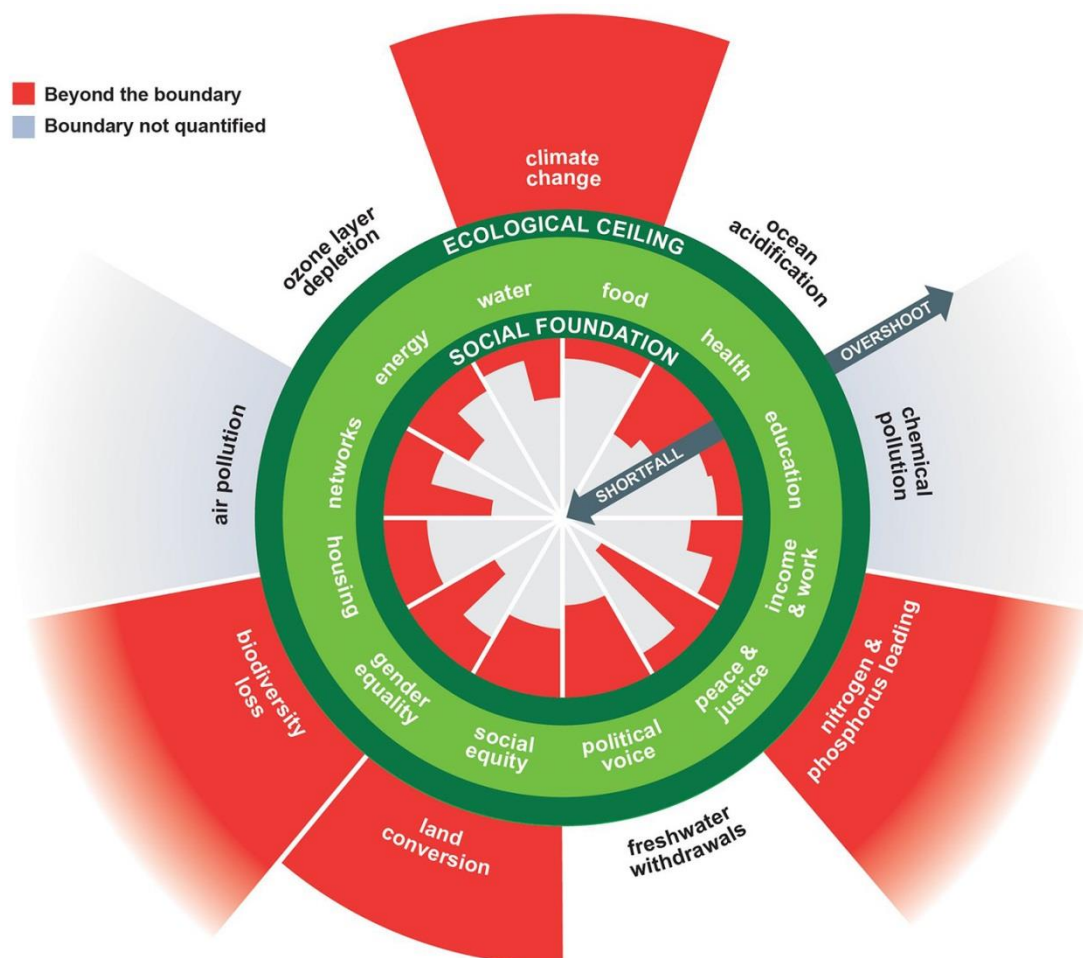 Beyond the boundary
Boundary not quantified
climate
change
ozone layer
depletion
ocean
acidification
ECOLOGICAL CEILING
OVERSHOOT
water
food
energy
health
SOCIAL FOUNDATION
SHORTFALL
networks
education
air pollution
chemical
pollution
housing
income
& work
gender
equality
peace &
justice
social
equity
political
voice
biodiversity
loss
nitrogen &
phosphorus loading
land
conversion
freshwater
withdrawals